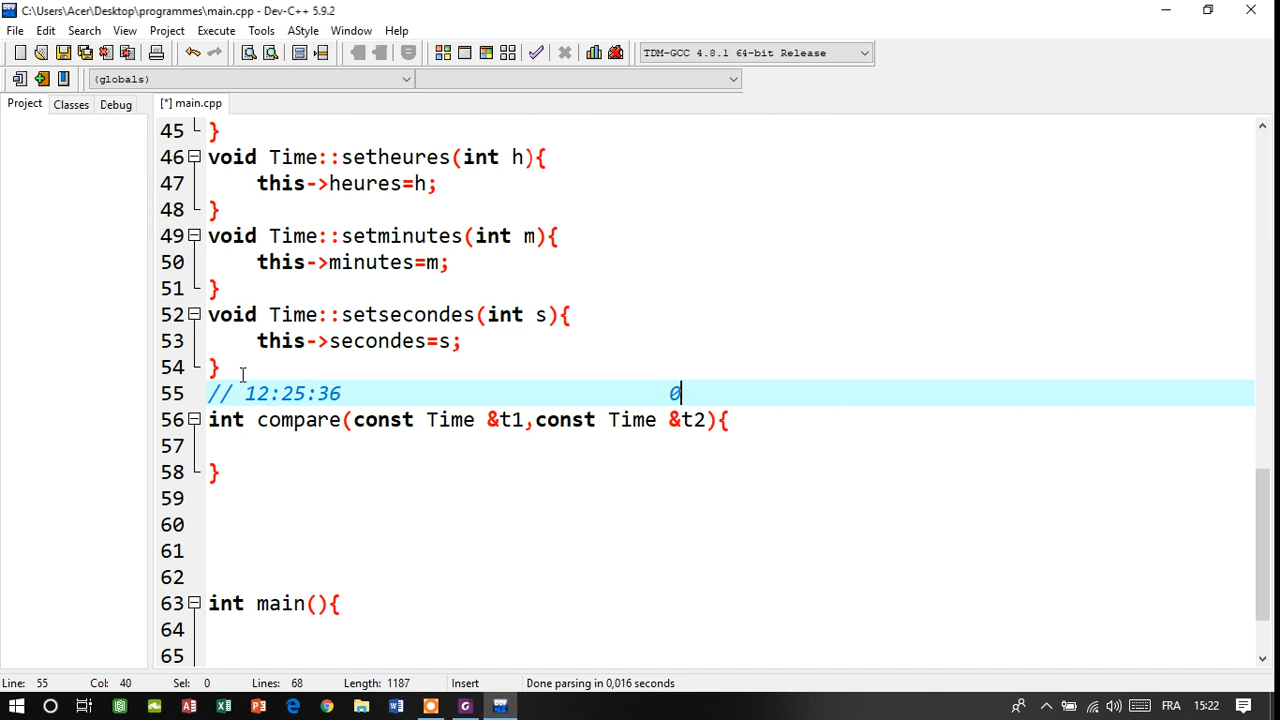 C:\Users\Acer\Desktop\programmes\main.cpp - Dev-C++ 5.9.2
File Edit Search View Project Execute Tools AStyle Window Help
TDM-GCC 4.8.1 64-bit Release
(globals)
Project Classes Debug [*] main.cpp
45 }
46 void Time::setheures(int h){
47 this->heures=h;
48 }
49 void Time::setminutes(int m){
50 this->minutes=m;
51 }
52 void Time::setsecondes(int s){
53 this->secondes=s;
54 }
55 // 12:25:36 0
56 int compare(const Time &t1,const Time &t2){
57
58 }
59
60
61
62
63 int main(){
64
65
Line: 55 Col: 40 Sel: 0 Lines: 68 Length: 1187 Insert Done parsing in 0,016 seconds
FRA 15:22